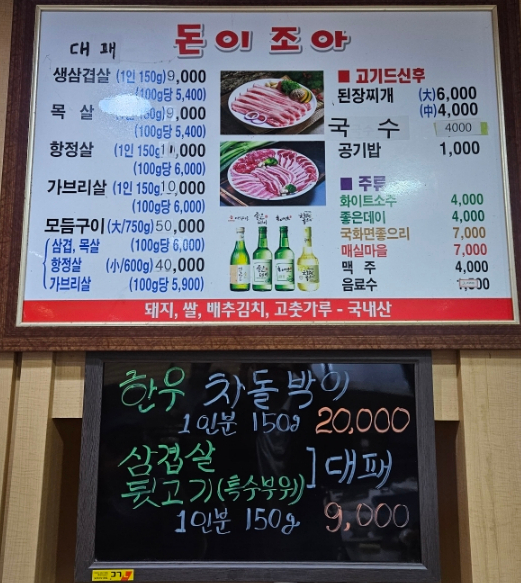 돈이조아
대패
생삼겹살 (1인 150g) 9,000
(100g당 5,400)
목 살 (1인 150g) 9,000
(100g당 5,400)
항정살 (1인 150g)
(100g당 6,000)
가브리살 (1인 150g) 10,000
(100g당 6,000)
모듬구이 (大/750g) 50,000
삼겹, 목살 (100g당 6,000)
항정살 (小/600g) 40,000
가브리살 (100g당 5,900)
■ 고기드신후
된장찌개 (大) 6,000
(中) 4,000
국 수 4000
공기밥 1,000
■ 주류
화이트소주 4,000
좋은데이 4,000
국화면좋으리 7,000
매실마을 7,000
맥 주 4,000
음료수
돼지, 쌀, 배추김치, 고춧가루 - 국내산
한우 차돌박이
1인분 150g 20,000
삼겹살
뒷고기(특수부위) ] 대패
1인분 150g 9,000